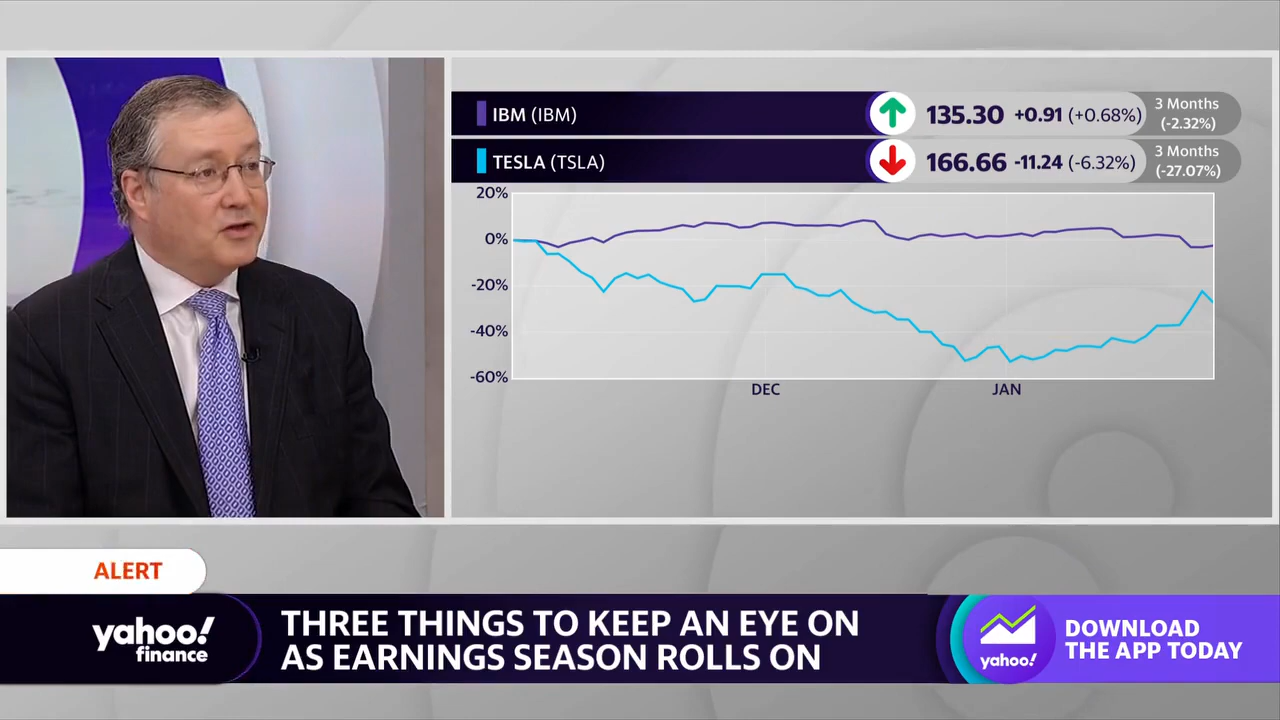 IBM (IBM) 135.30 +0.91 (+0.68%) 3 Months (-2.32%)
TESLA (TSLA) 166.66 -11.24 (-6.32%) 3 Months (-27.07%)
20%
0%
-20%
-40%
-60%
DEC JAN
ALERT
yahoo!
finance
THREE THINGS TO KEEP AN EYE ON
AS EARNINGS SEASON ROLLS ON
yahoo!
DOWNLOAD
THE APP TODAY